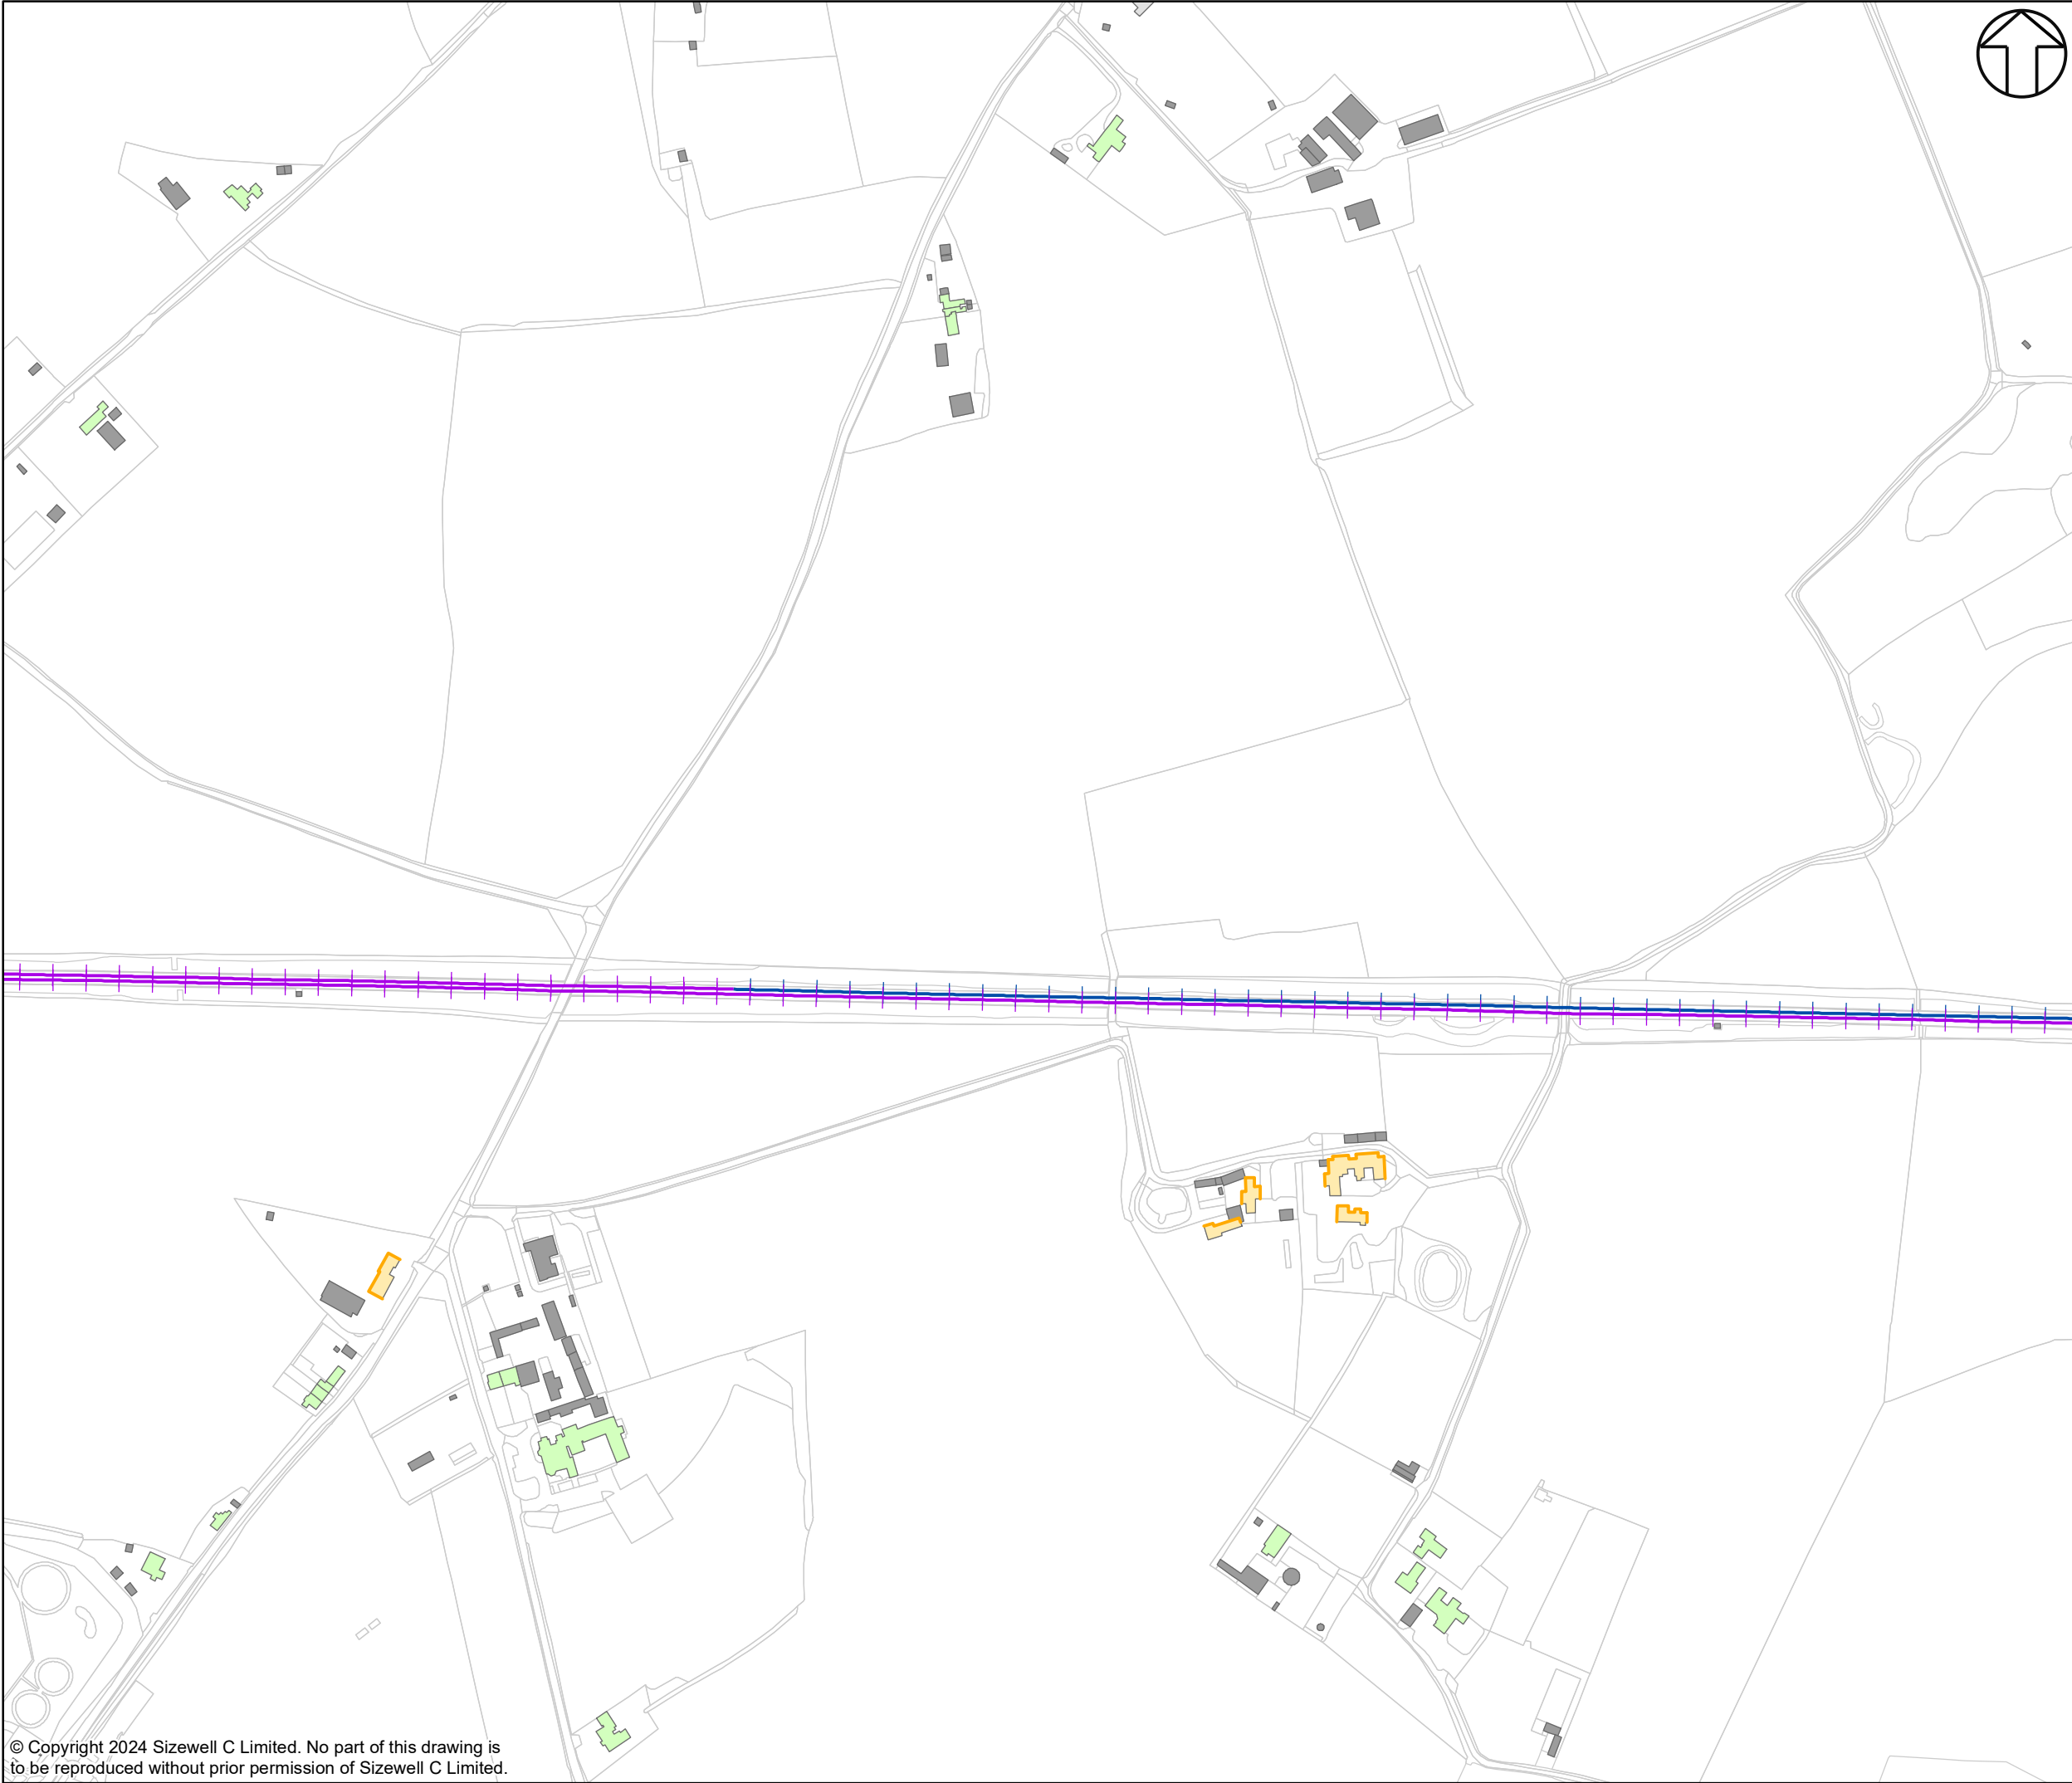 © Copyright 2024 Sizewell C Limited. No part of this drawing is
to be reproduced without prior permission of Sizewell C Limited.